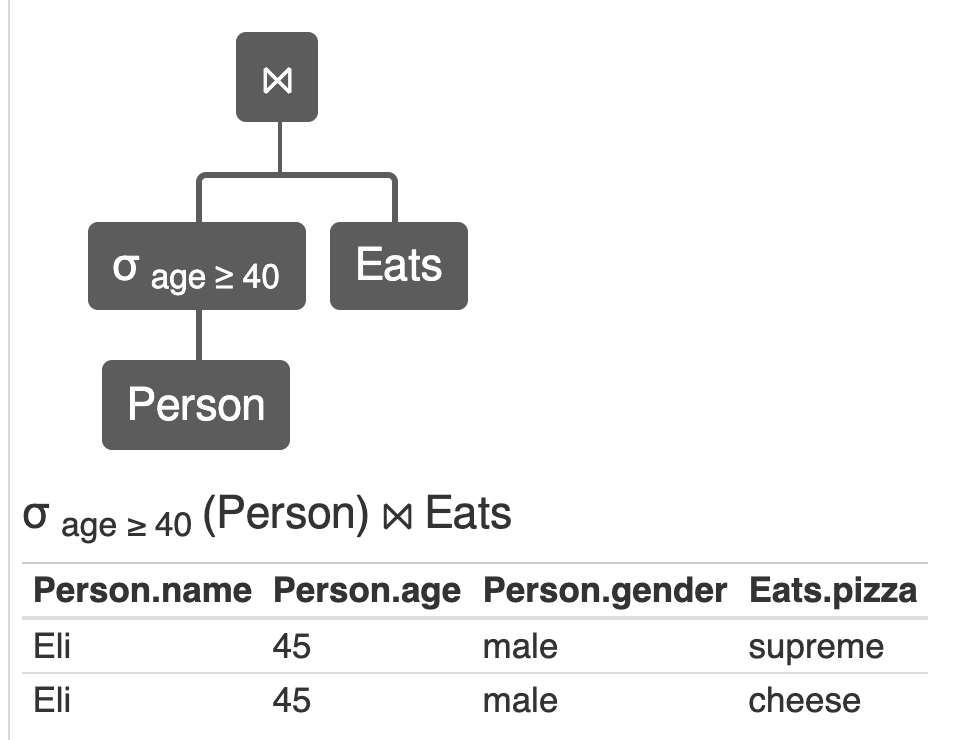 ⋈
σ age ≥ 40
Eats
Person
σ age ≥ 40 (Person) ⋈ Eats
Person.name Person.age Person.gender Eats.pizza
Eli 45 male supreme
Eli 45 male cheese